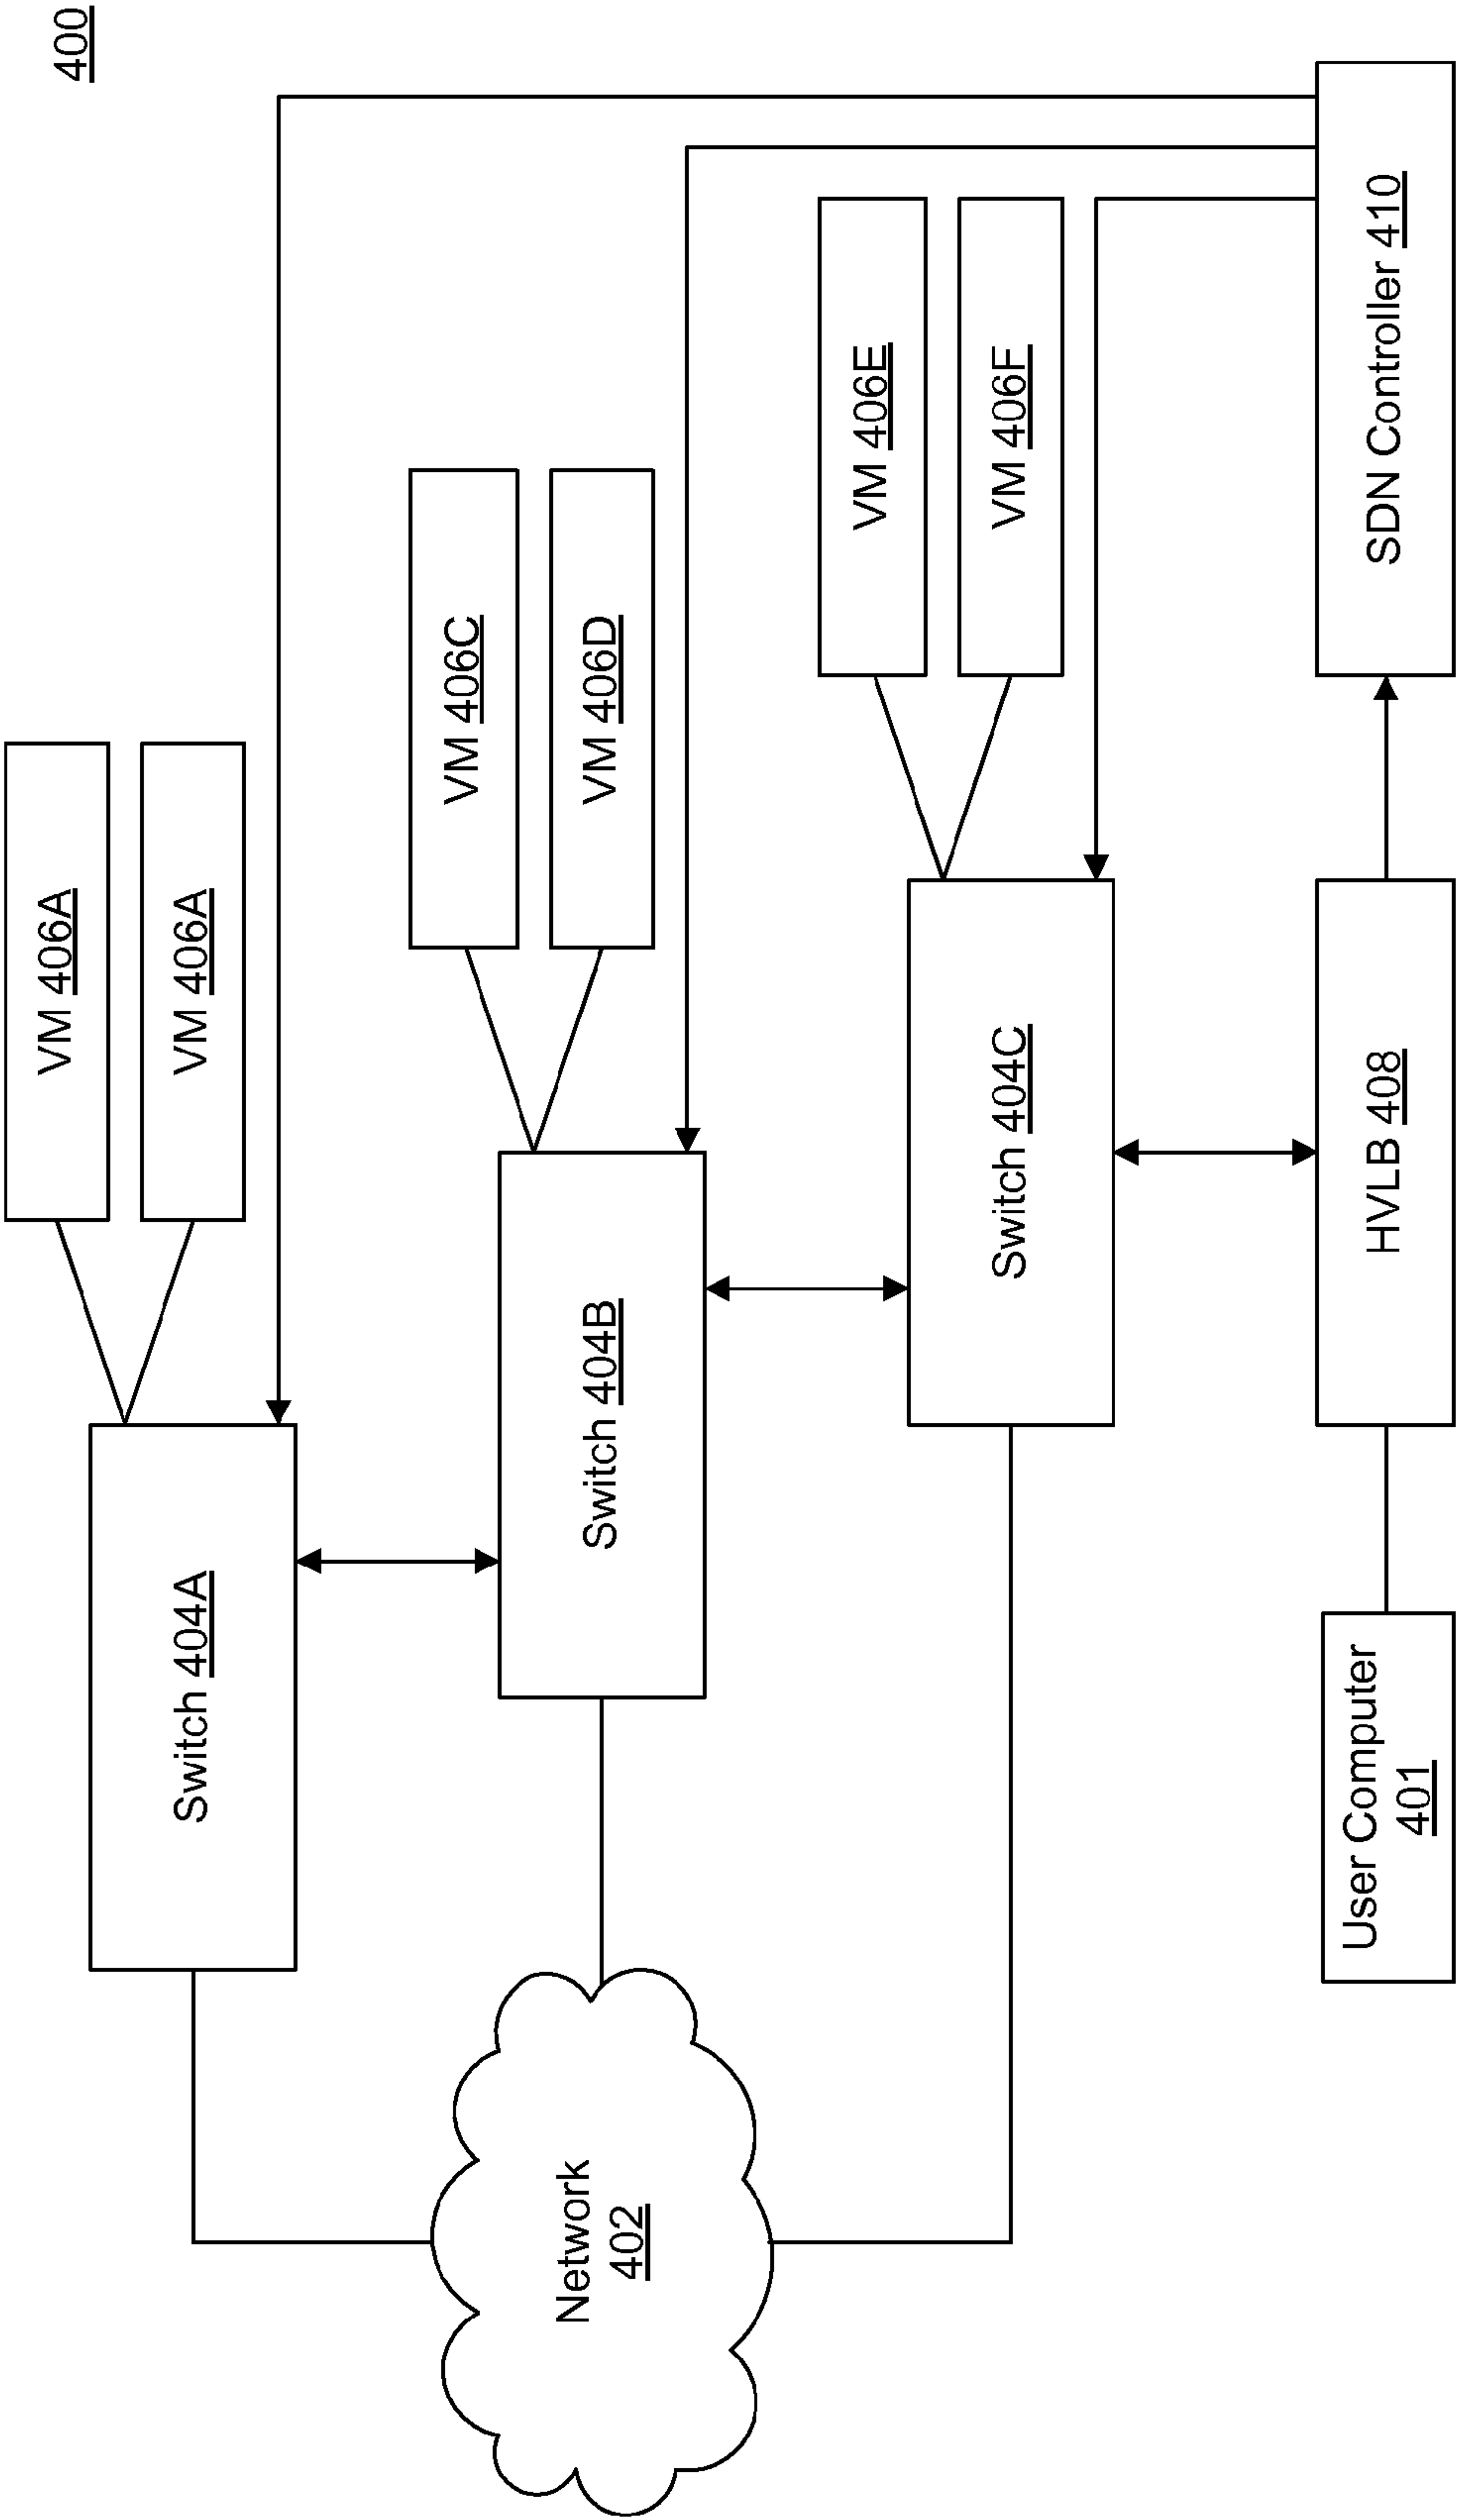 400
VM 406A
VM 406A
Switch 404A
VM 406C
VM 406D
Switch 404B
VM 406E
VM 406F
Switch 404C
Network
402
User Computer
401
HVLB 408
SDN Controller 410